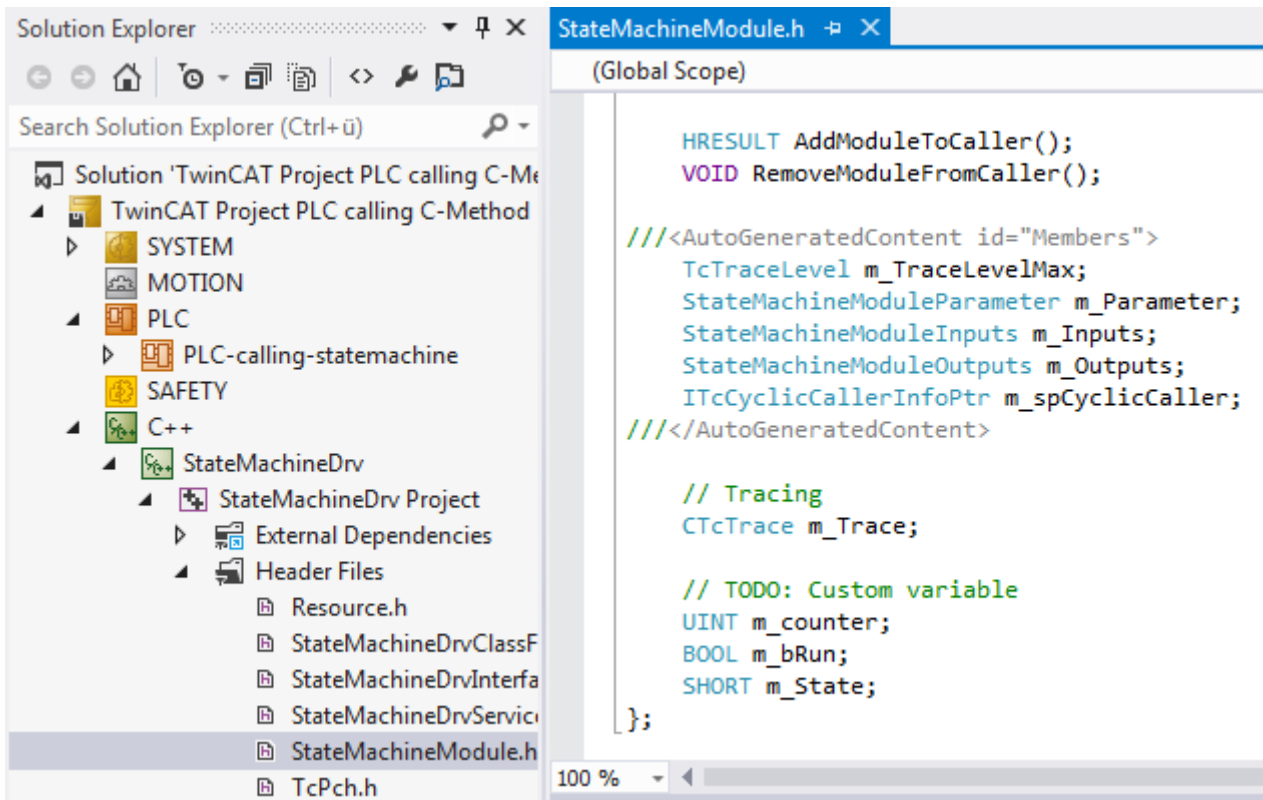 Solution Explorer
Search Solution Explorer (Ctrl+ü)
Solution 'TwinCAT Project PLC calling C-Me
TwinCAT Project PLC calling C-Method
SYSTEM
MOTION
PLC
PLC-calling-statemachine
SAFETY
C++
StateMachineDrv
StateMachineDrv Project
External Dependencies
Header Files
Resource.h
StateMachineDrvClassF
StateMachineDrvInterfa
StateMachineDrvServic
StateMachineModule.h
TcPch.h
StateMachineModule.h
(Global Scope)
HRESULT AddModuleToCaller();
VOID RemoveModuleFromCaller();
///<AutoGeneratedContent id="Members">
TcTraceLevel m_TraceLevelMax;
StateMachineModuleParameter m_Parameter;
StateMachineModuleInputs m_Inputs;
StateMachineModuleOutputs m_Outputs;
ITcCyclicCallerInfoPtr m_spCyclicCaller;
///</AutoGeneratedContent>
// Tracing
CTcTrace m_Trace;
// TODO: Custom variable
UINT m_counter;
BOOL m_bRun;
SHORT m_State;
};
100 %